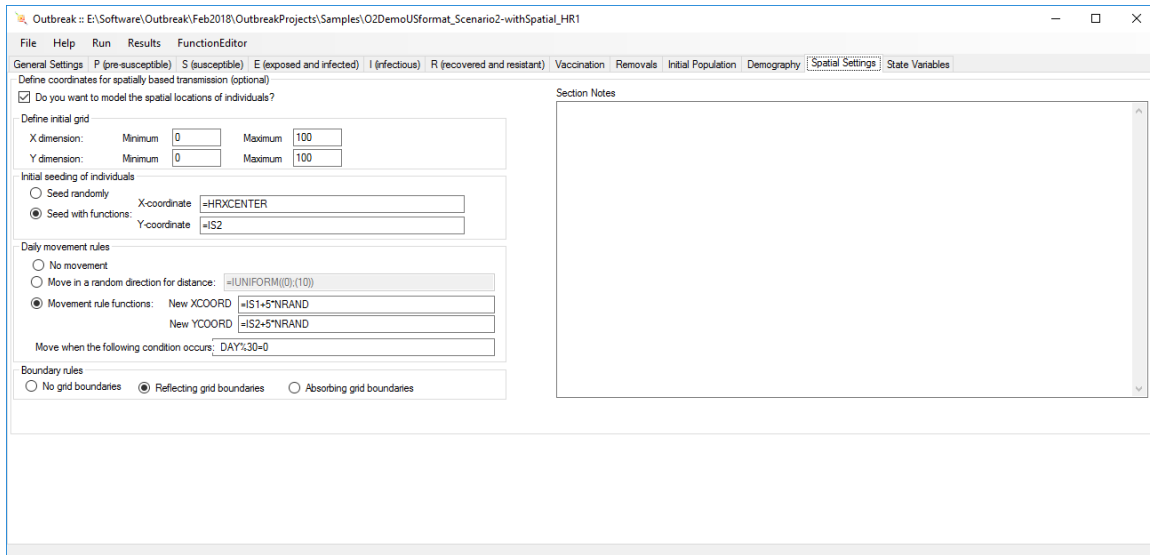 Outbreak :: E:\Software\Outbreak\Feb2018\OutbreakProjects\Samples\O2DemoUSformat_Scenario2-withSpatial_HR1
File Help Run Results FunctionEditor
General Settings P (pre-susceptible) S (susceptible) E (exposed and infected) I (infectious) R (recovered and resistant) Vaccination Removals Initial Population Demography Spatial Settings State Variables
Define coordinates for spatially based transmission (optional)
Do you want to model the spatial locations of individuals?
Section Notes
Define initial grid
X dimension: Minimum 0 Maximum 100
Y dimension: Minimum 0 Maximum 100
Initial seeding of individuals
Seed randomly
Seed with functions:
X-coordinate =HRXCENTER
Y-coordinate =IS2
Daily movement rules
No movement
Move in a random direction for distance: =IUNIFORM((0);(10))
Movement rule functions: New XCOORD =IS1+5*NRAND
New YCOORD =IS2+5*NRAND
Move when the following condition occurs: DAY%30=0
Boundary rules
No grid boundaries Reflecting grid boundaries Absorbing grid boundaries